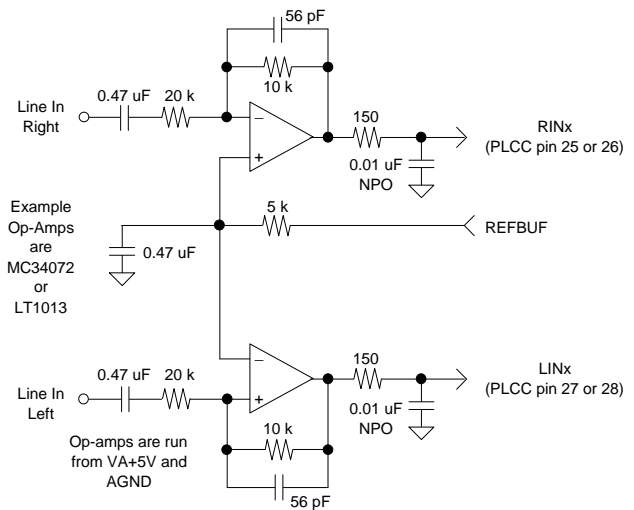 56 pF
10 k
0.47 uF
20 k
Line In
Right
−
+
150
0.01 uF
NPO
RINx
(PLCC pin 25 or 26)
Example
Op-Amps
are
MC34072
or
LT1013
0.47 uF
5 k
REFBUF
−
+
150
0.01 uF
NPO
LINx
(PLCC pin 27 or 28)
0.47 uF
20 k
Line In
Left
10 k
56 pF
Op-amps are run
from VA+5V and
AGND